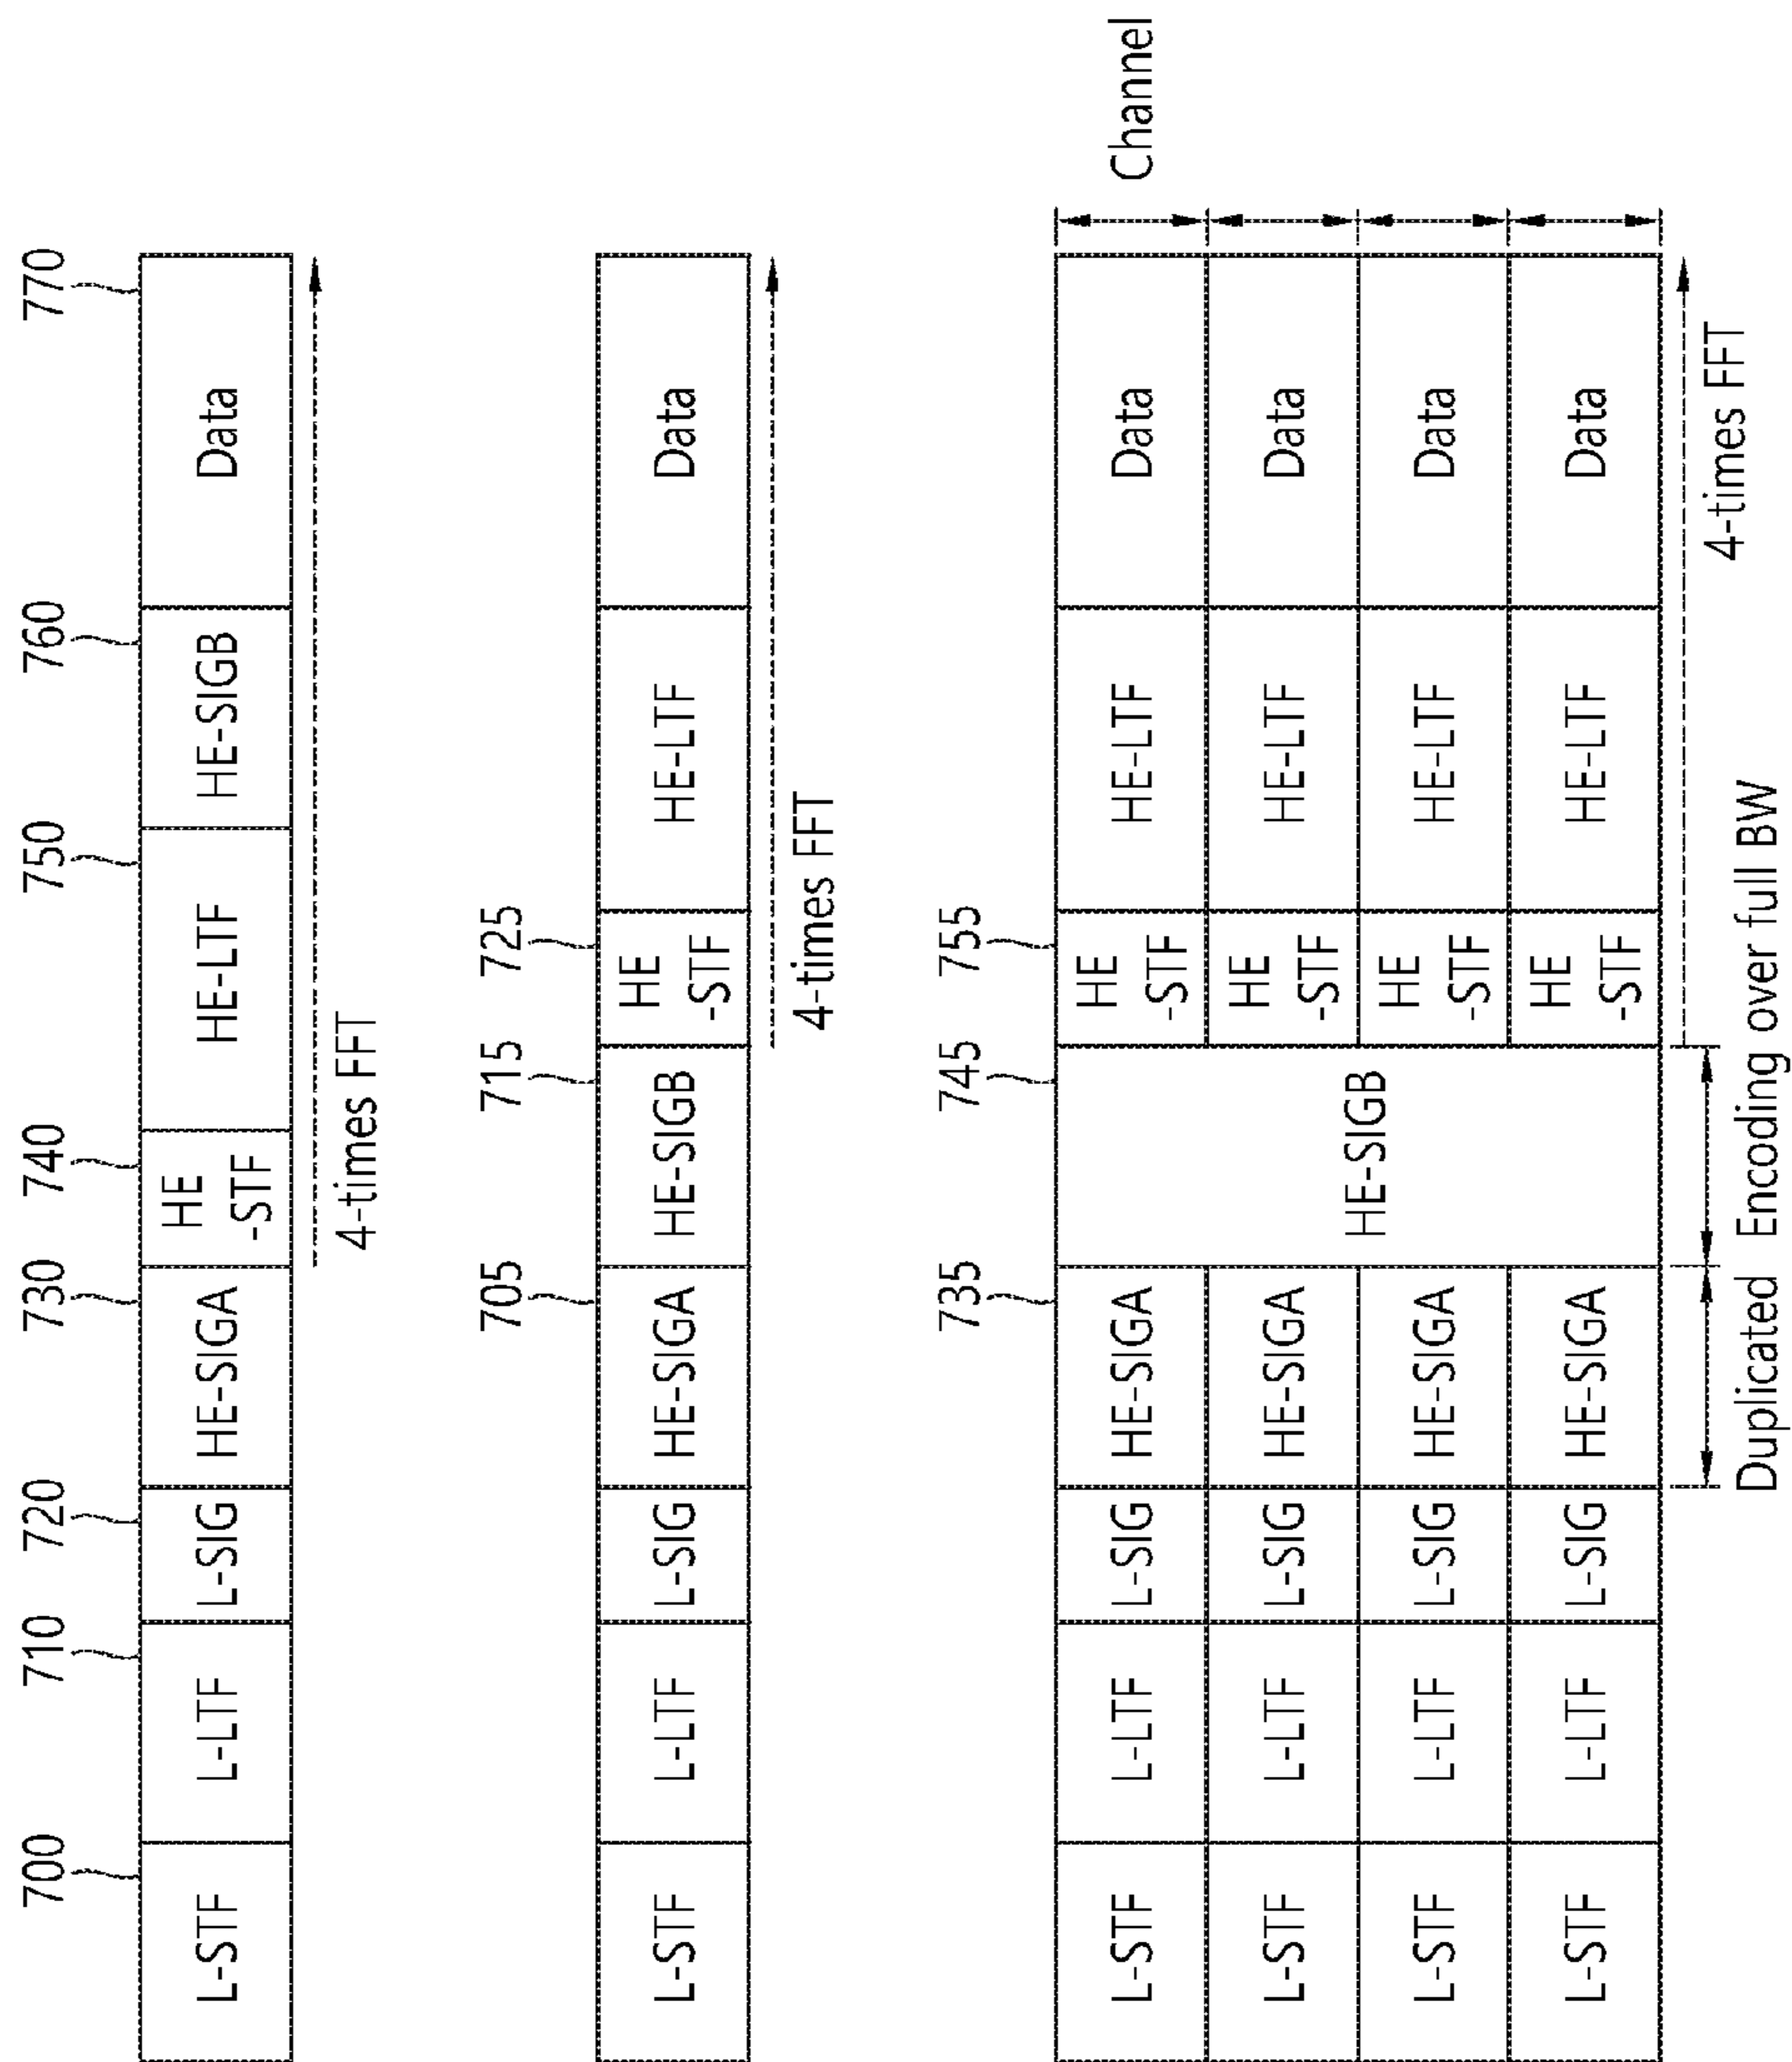 700 710 720 730 740 750 760 770
L-STF L-LTF L-SIG HE-SIGA HE
-STF HE-LTF HE-SIGB Data
4-times FFT
705 715 725
L-STF L-LTF L-SIG HE-SIGA HE-SIGB HE
-STF HE-LTF Data
4-times FFT
735 745 755
Channel
L-STF L-LTF L-SIG HE-SIGA HE
-STF HE-LTF Data
L-STF L-LTF L-SIG HE-SIGA HE
-STF HE-LTF Data
HE-SIGB
L-STF L-LTF L-SIG HE-SIGA HE
-STF HE-LTF Data
L-STF L-LTF L-SIG HE-SIGA HE
-STF HE-LTF Data
4-times FFT
Duplicated Encoding over full BW